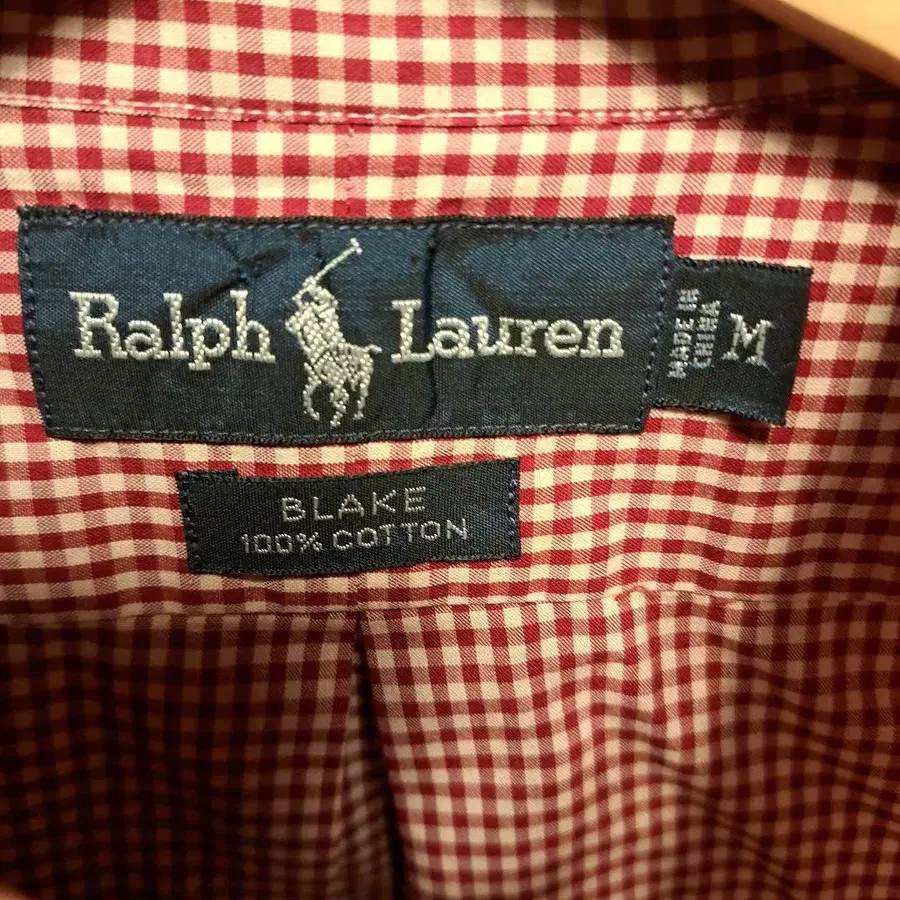 Ralph Lauren
MADE IN
CHINA
M
BLAKE
100% COTTON